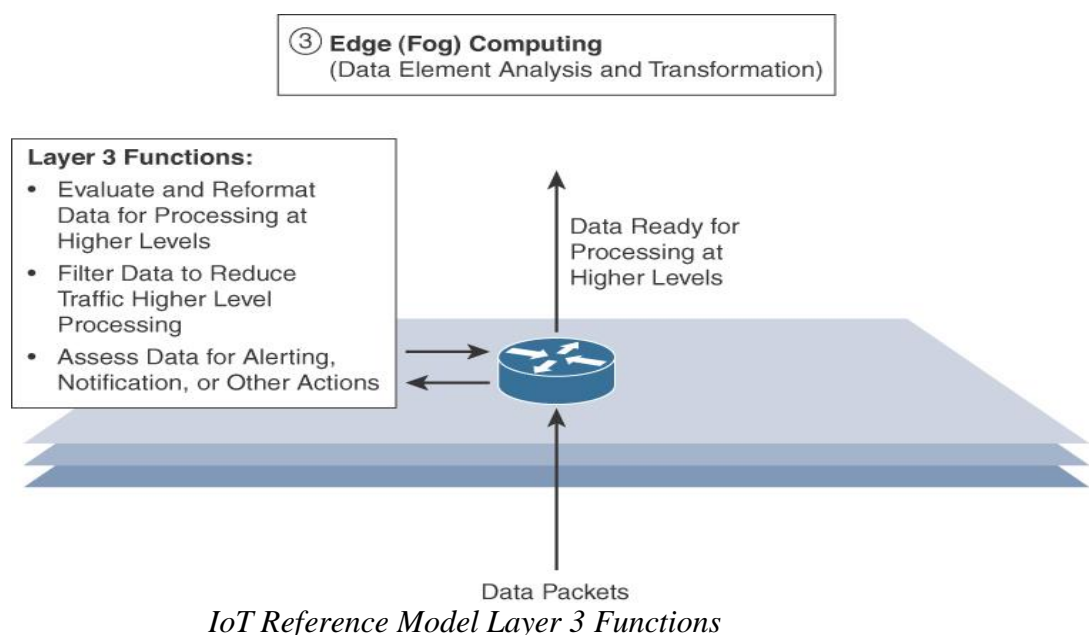 ③ Edge (Fog) Computing
(Data Element Analysis and Transformation)
Layer 3 Functions:
• Evaluate and Reformat
Data for Processing at
Higher Levels
• Filter Data to Reduce
Traffic Higher Level
Processing
• Assess Data for Alerting,
Notification, or Other Actions
Data Ready for
Processing at
Higher Levels
Data Packets
IoT Reference Model Layer 3 Functions